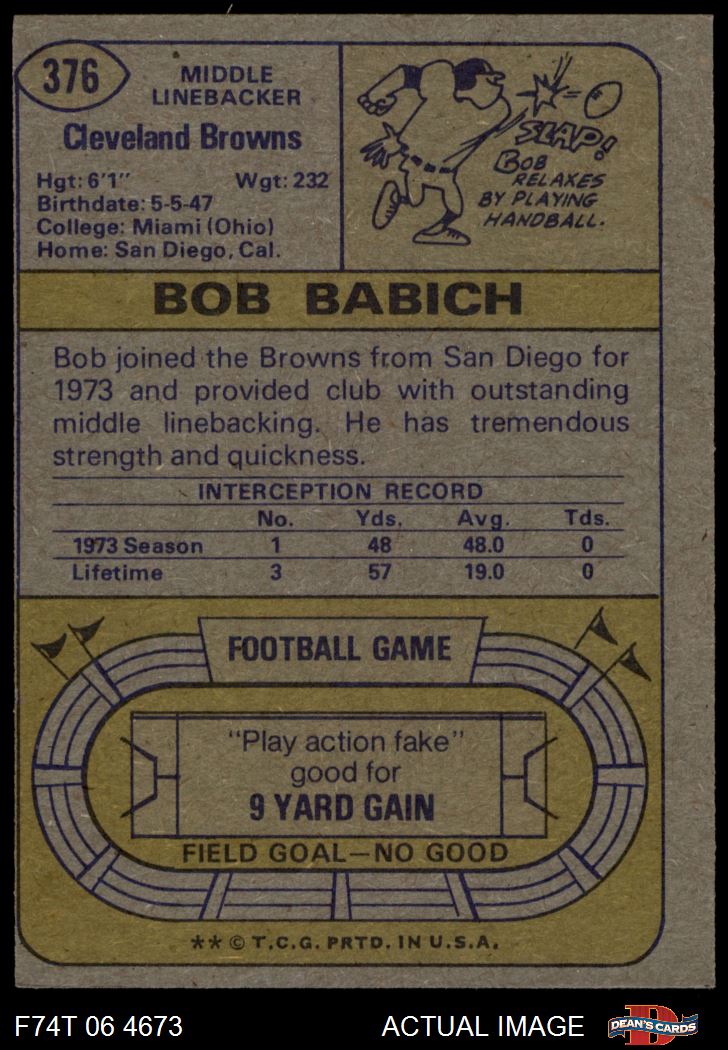 376
MIDDLE
LINEBACKER
Cleveland Browns
Hgt: 6'1" Wgt: 232
Birthdate: 5-5-47
College: Miami (Ohio)
Home: San Diego, Cal.
SLAP!
BOB
RELAXES
BY PLAYING
HANDBALL.
BOB BABICH
Bob joined the Browns from San Diego for
1973 and provided club with outstanding
middle linebacking. He has tremendous
strength and quickness.
INTERCEPTION RECORD
No. Yds. Avg. Tds.
1973 Season 1 48 48.0 0
Lifetime 3 57 19.0 0
FOOTBALL GAME
"Play action fake"
good for
9 YARD GAIN
FIELD GOAL—NO GOOD
** © T.C.G. PRTD. IN U.S.A.
F74T 06 4673 ACTUAL IMAGE
D
DEAN'S CARDS